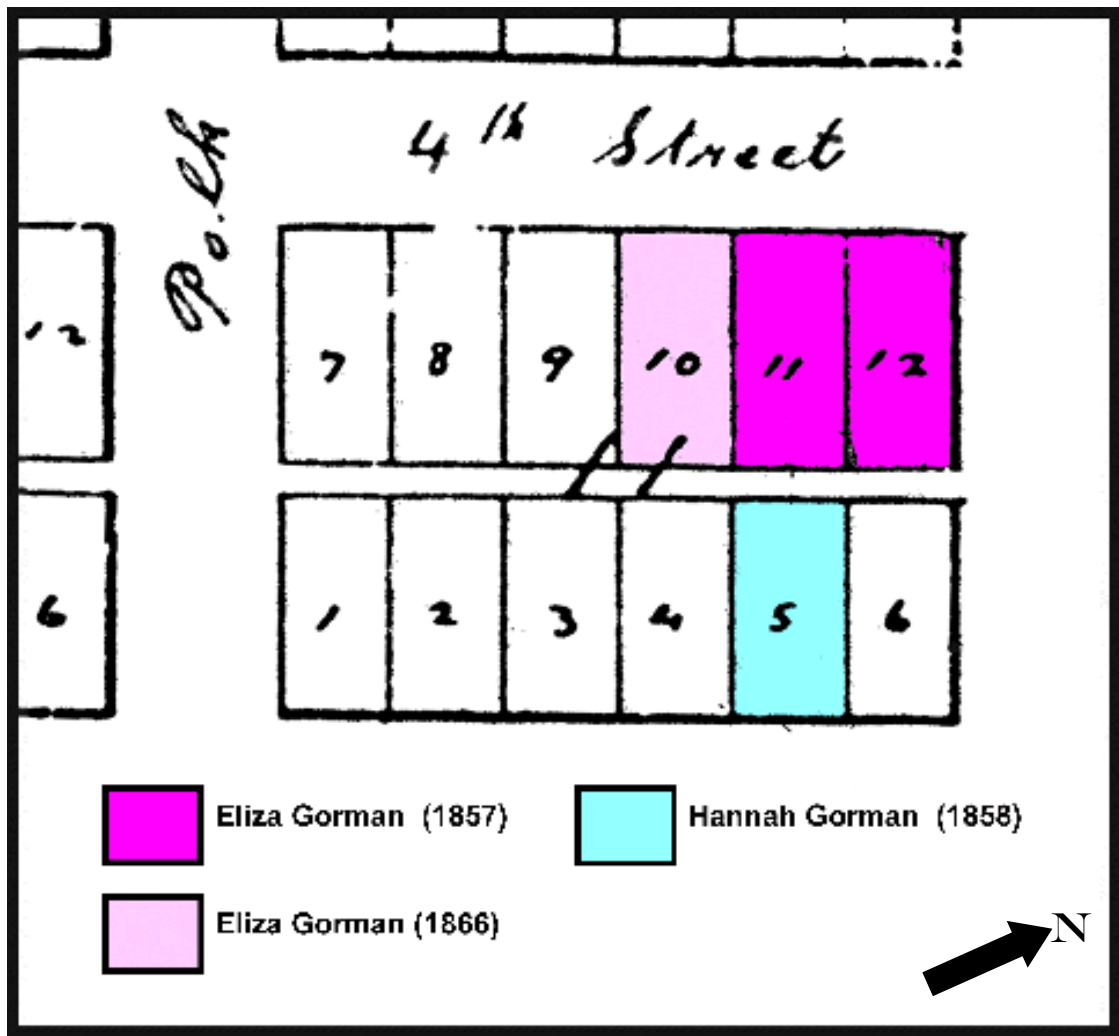 4th Street
Polk
12
7 8 9 10 11 12
11
6
1 2 3 4 5 6
Eliza Gorman (1857)
Hannah Gorman (1858)
Eliza Gorman (1866)
N